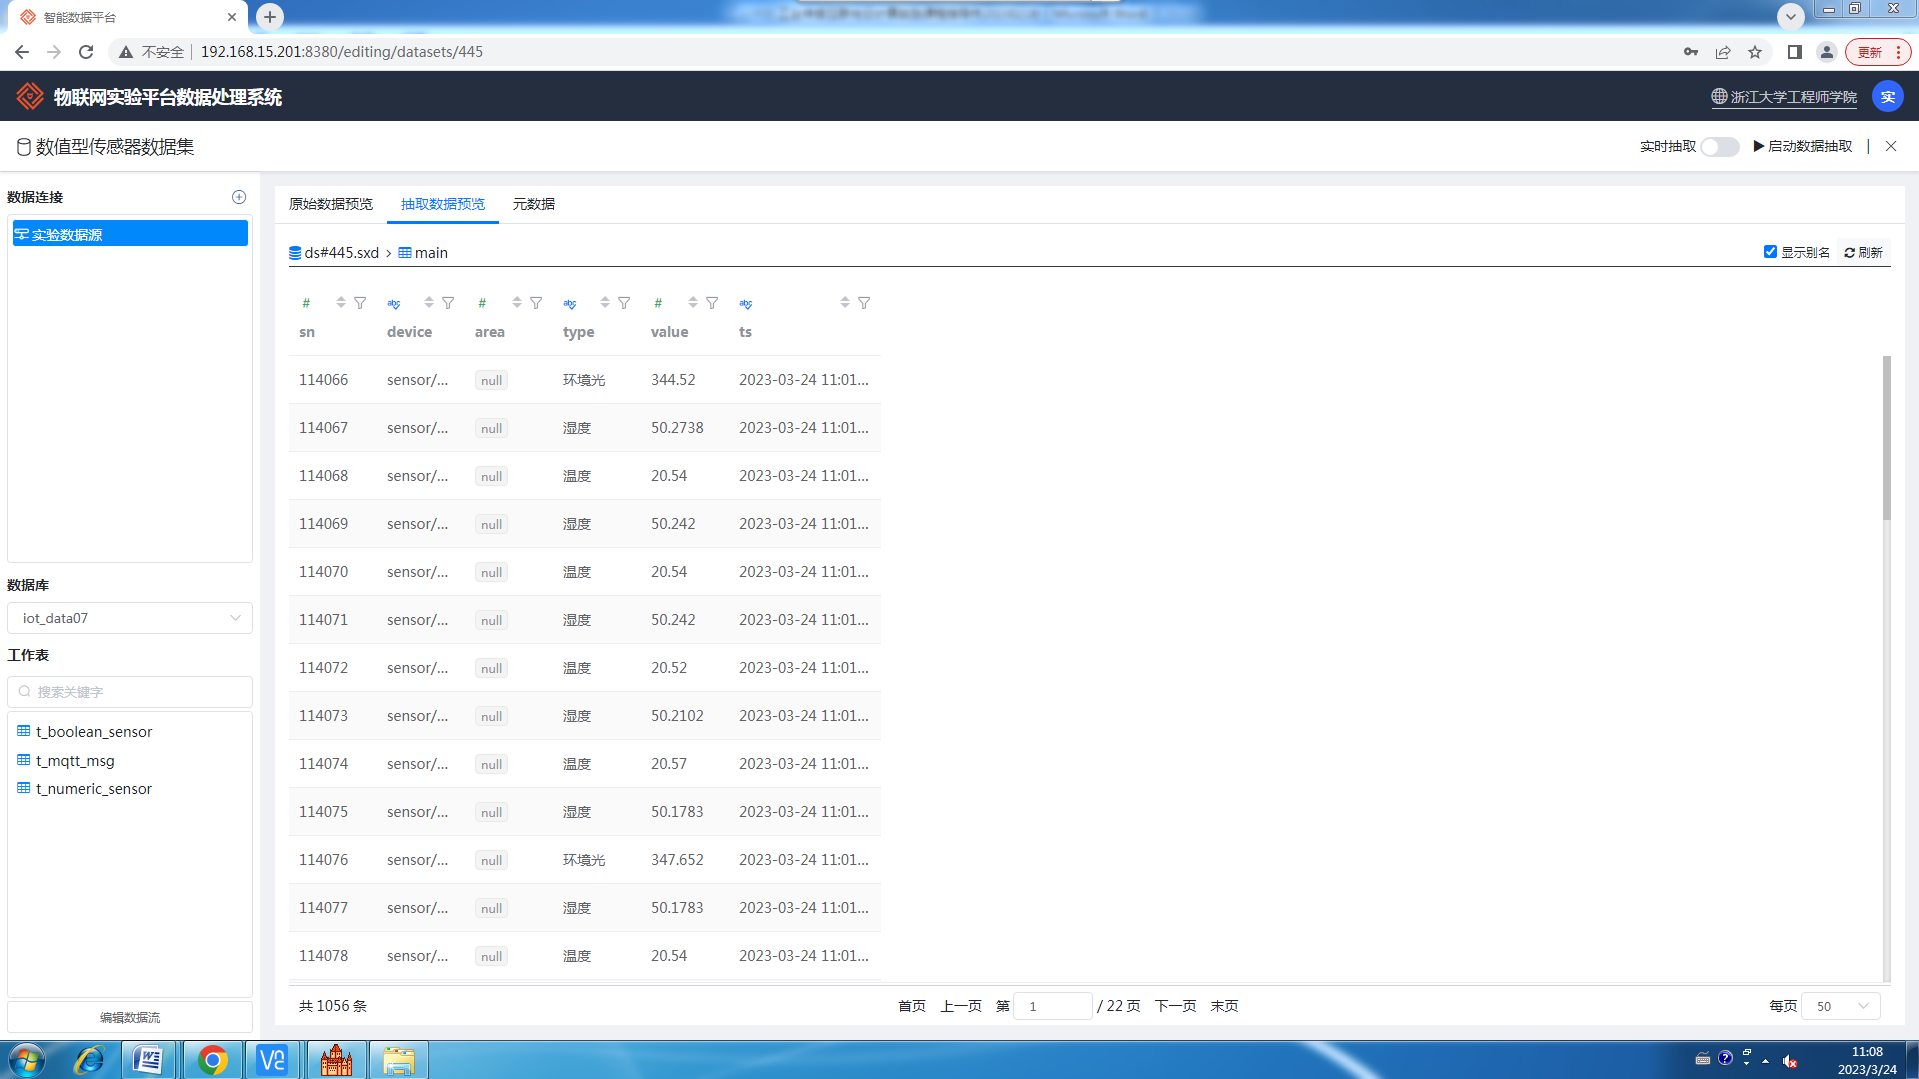 智能数据平台
不安全 192.168.15.201:8380/editing/datasets/445
更新
物联网实验平台数据处理系统
浙江大学工程师学院 实
数值型传感器数据集
实时抽取 启动数据抽取
数据连接
实验数据源
数据库
iot_data07
工作表
搜索关键字
t_boolean_sensor
t_mqtt_msg
t_numeric_sensor
编辑数据流
原始数据预览 抽取数据预览 元数据
ds#445.sxd > main
显示别名 刷新
# abc # abc # abc
sn device area type value ts
114066 sensor/... null 环境光 344.52 2023-03-24 11:01...
114067 sensor/... null 湿度 50.2738 2023-03-24 11:01...
114068 sensor/... null 温度 20.54 2023-03-24 11:01...
114069 sensor/... null 湿度 50.242 2023-03-24 11:01...
114070 sensor/... null 温度 20.54 2023-03-24 11:01...
114071 sensor/... null 湿度 50.242 2023-03-24 11:01...
114072 sensor/... null 温度 20.52 2023-03-24 11:01...
114073 sensor/... null 湿度 50.2102 2023-03-24 11:01...
114074 sensor/... null 温度 20.57 2023-03-24 11:01...
114075 sensor/... null 湿度 50.1783 2023-03-24 11:01...
114076 sensor/... null 环境光 347.652 2023-03-24 11:01...
114077 sensor/... null 湿度 50.1783 2023-03-24 11:01...
114078 sensor/... null 温度 20.54 2023-03-24 11:01...
共 1056 条
首页 上一页 第 1 / 22 页 下一页 末页
每页 50
11:08
2023/3/24